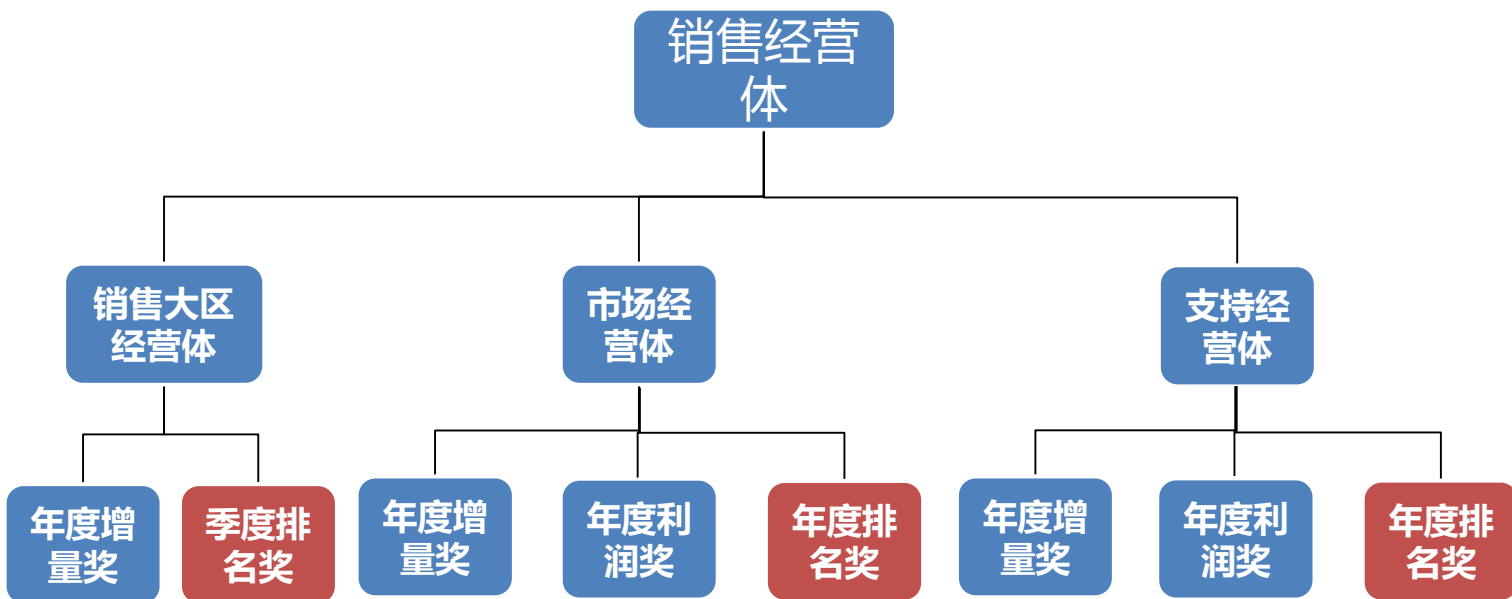 销售经营
体
销售大区
经营体
市场经
营体
支持经
营体
年度增
量奖
季度排
名奖
年度增
量奖
年度利
润奖
年度排
名奖
年度增
量奖
年度利
润奖
年度排
名奖